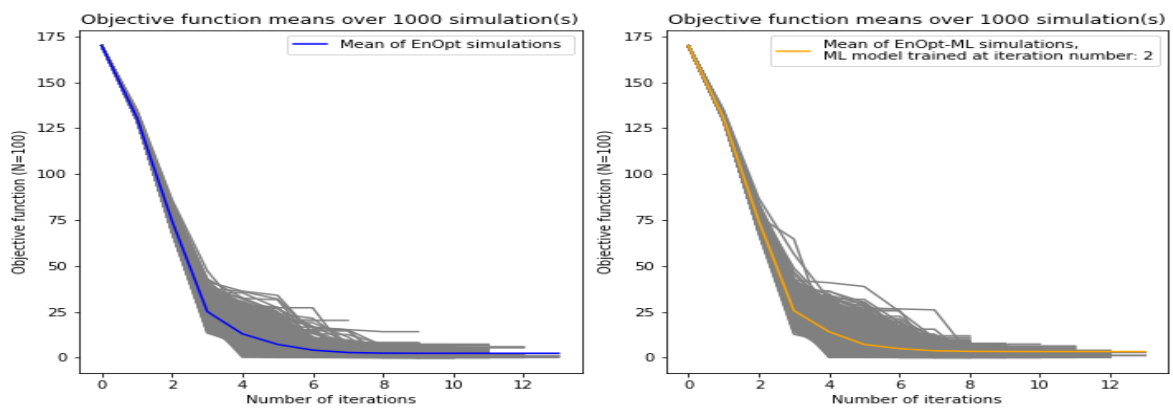 Objective function means over 1000 simulation(s)
Mean of EnOpt simulations
Objective function (N=100)
175
150
125
100
75
50
25
0
0 2 4 6 8 10 12
Number of iterations
Objective function means over 1000 simulation(s)
Mean of EnOpt-ML simulations,
ML model trained at iteration number: 2
Objective function (N=100)
175
150
125
100
75
50
25
0
0 2 4 6 8 10 12
Number of iterations